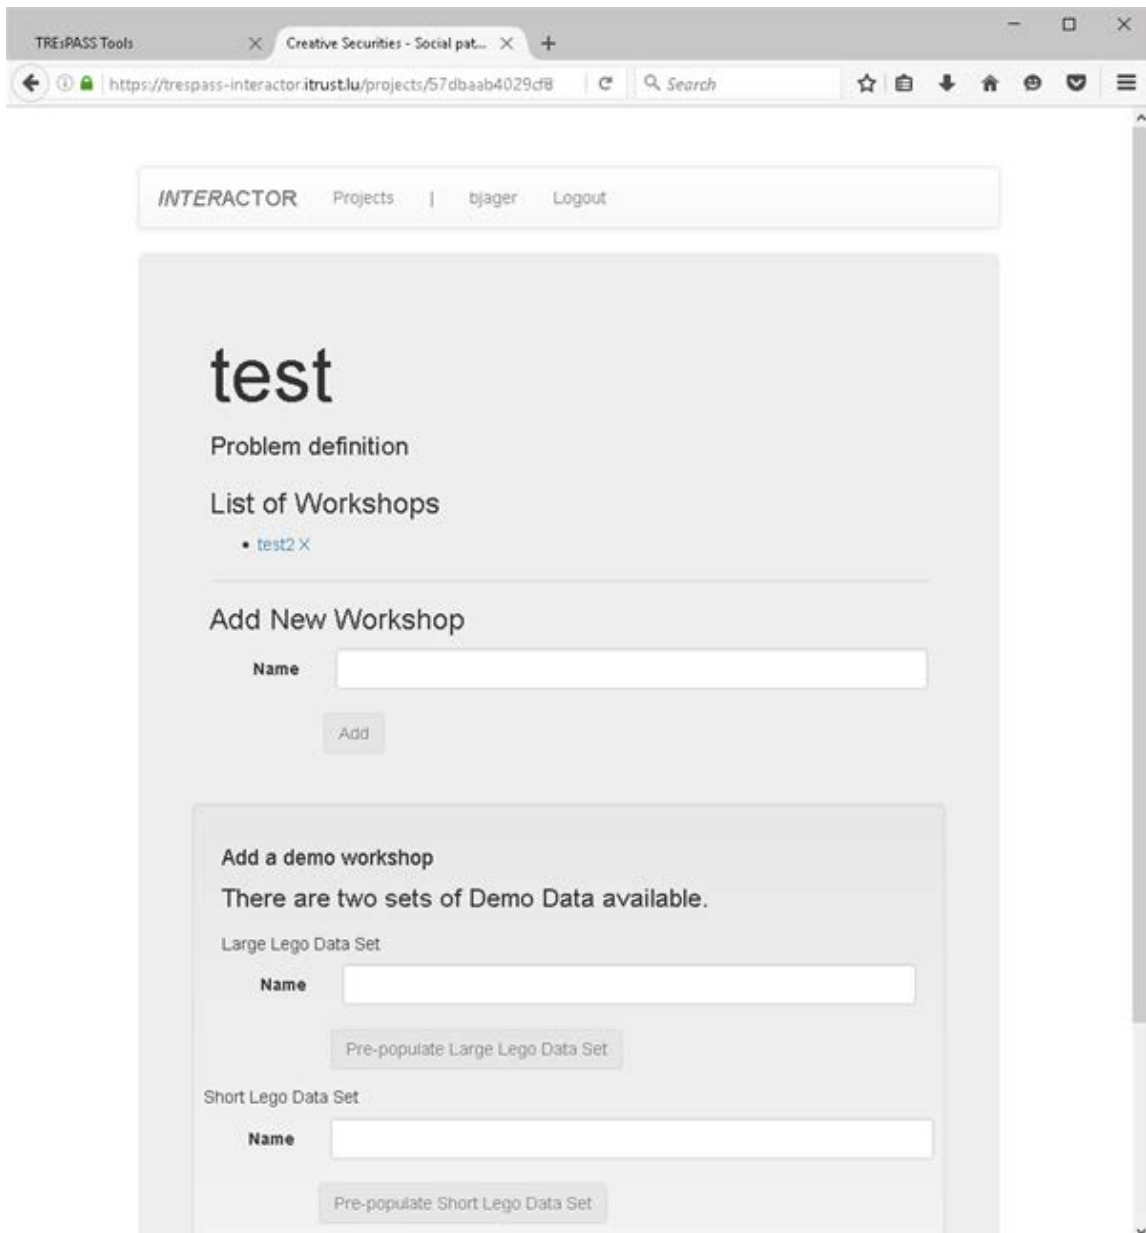 TREsPASS Tools
Creative Securities - Social pat...
https://trespass-interactor.itrust.lu/projects/57dbaab4029cf8
Search
INTERACTOR Projects | bjager Logout
test
Problem definition
List of Workshops
• test2 X
Add New Workshop
Name
Add
Add a demo workshop
There are two sets of Demo Data available.
Large Lego Data Set
Name
Pre-populate Large Lego Data Set
Short Lego Data Set
Name
Pre-populate Short Lego Data Set